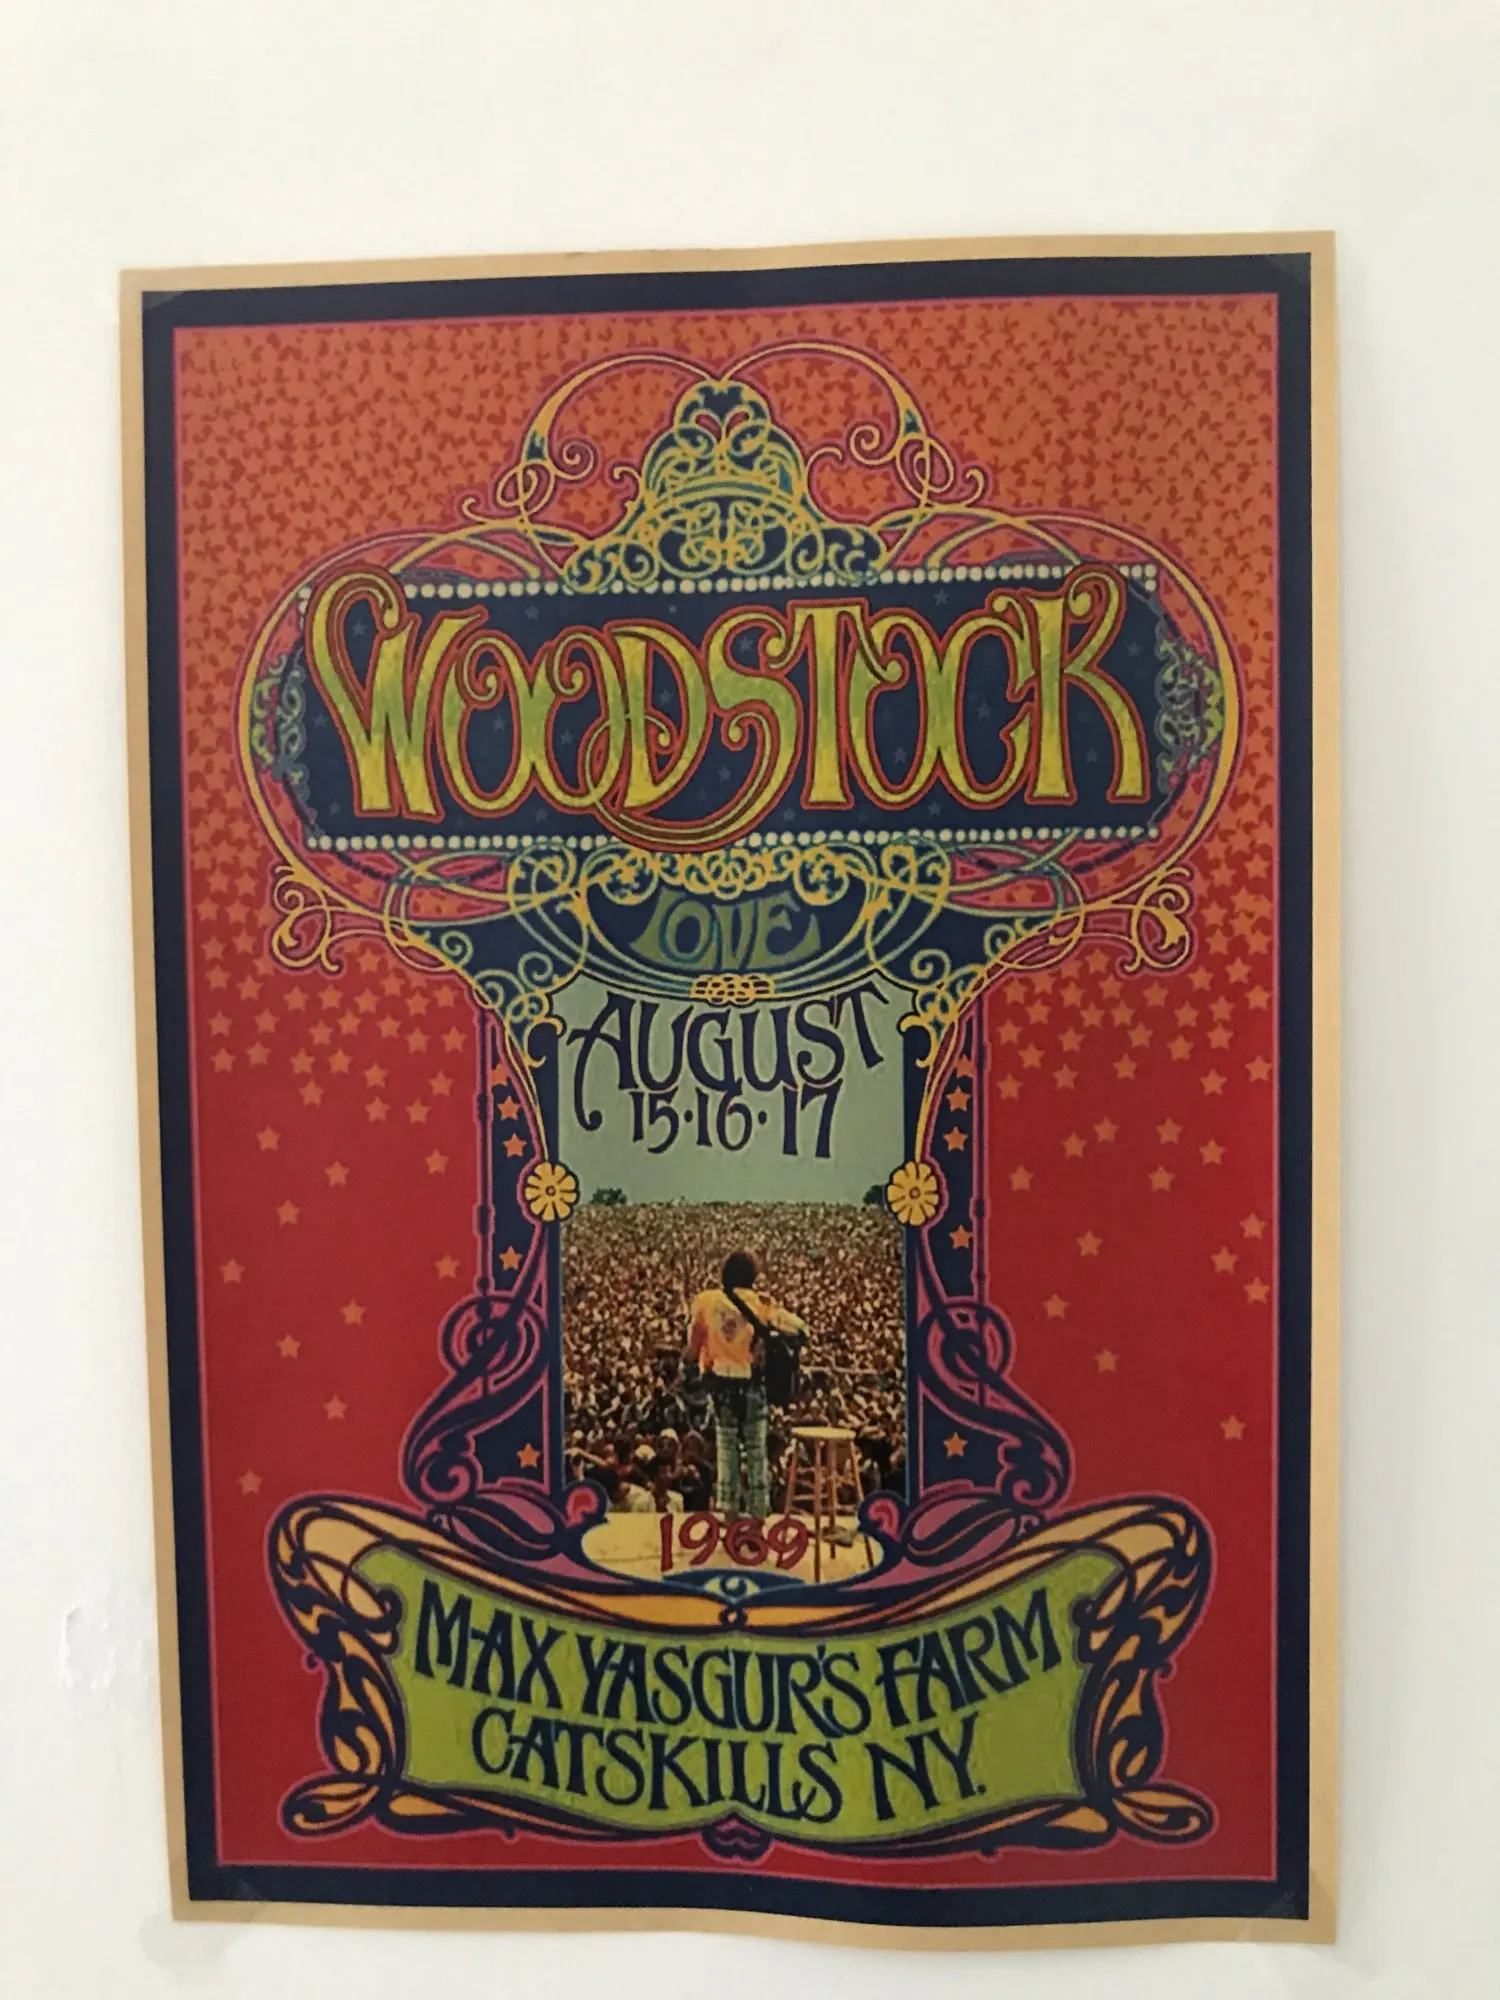 WOODSTOCK
LOVE
AUGUST
15·16·17
1969
MAX YASGUR'S FARM
CATSKILLS NY.